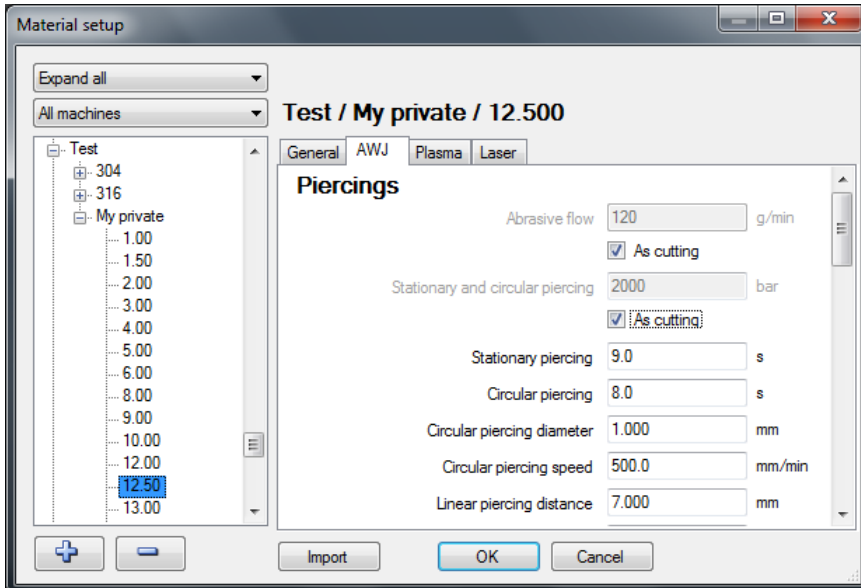 Material setup
Expand all
All machines
Test
304
316
My private
1.00
1.50
2.00
3.00
4.00
5.00
6.00
8.00
9.00
10.00
12.00
12.50
13.00
Test / My private / 12.500
General AWJ Plasma Laser
Piercings
Abrasive flow 120 g/min
As cutting
Stationary and circular piercing 2000 bar
As cutting
Stationary piercing 9.0 s
Circular piercing 8.0 s
Circular piercing diameter 1.000 mm
Circular piercing speed 500.0 mm/min
Linear piercing distance 7.000 mm
Import OK Cancel